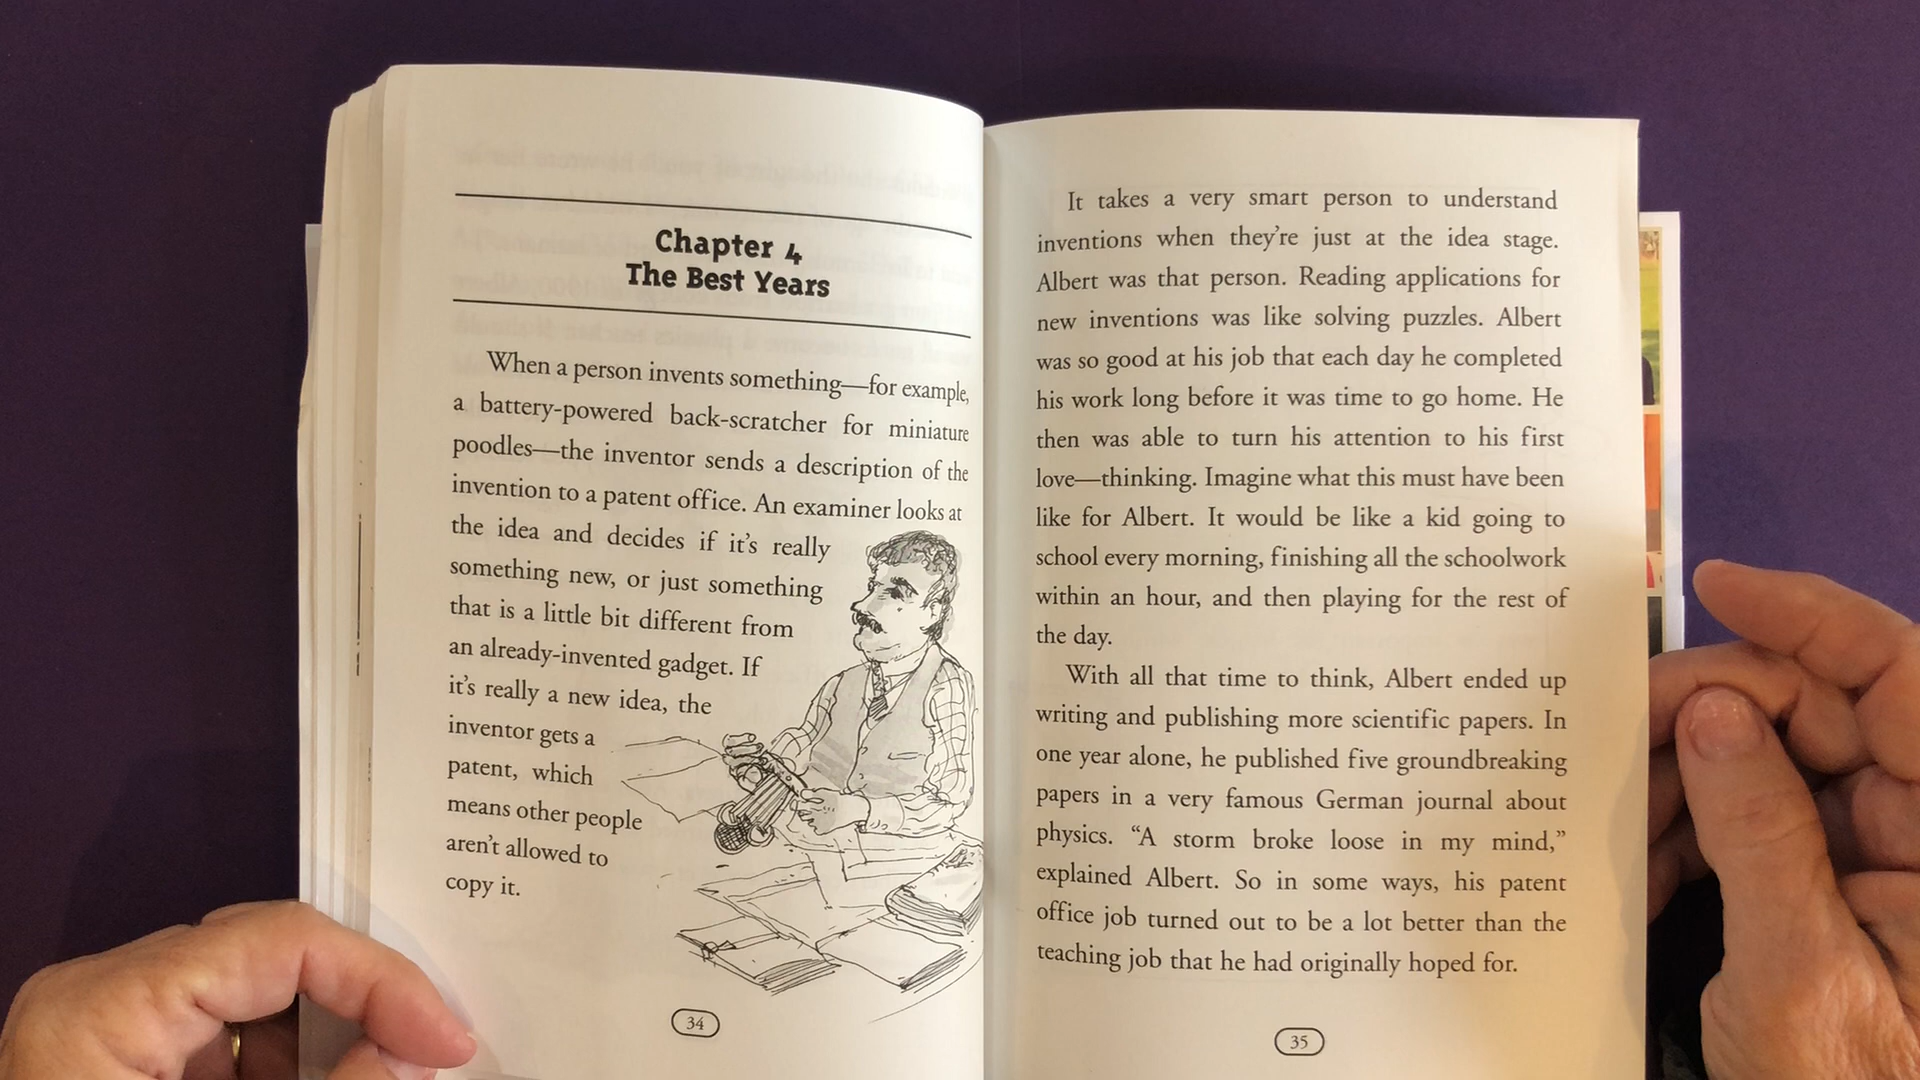 Chapter 4
The Best Years
When a person invents something—for example,
a battery-powered back-scratcher for miniature
poodles—the inventor sends a description of the
invention to a patent office. An examiner looks at
the idea and decides if it's really
something new, or just something
that is a little bit different from
an already-invented gadget. If
it's really a new idea, the
inventor gets a
patent, which
means other people
aren't allowed to
copy it.
34
It takes a very smart person to understand
inventions when they're just at the idea stage.
Albert was that person. Reading applications for
new inventions was like solving puzzles. Albert
was so good at his job that each day he completed
his work long before it was time to go home. He
then was able to turn his attention to his first
love—thinking. Imagine what this must have been
like for Albert. It would be like a kid going to
school every morning, finishing all the schoolwork
within an hour, and then playing for the rest of
the day.
With all that time to think, Albert ended up
writing and publishing more scientific papers. In
one year alone, he published five groundbreaking
papers in a very famous German journal about
physics. “A storm broke loose in my mind,”
explained Albert. So in some ways, his patent
office job turned out to be a lot better than the
teaching job that he had originally hoped for.
35